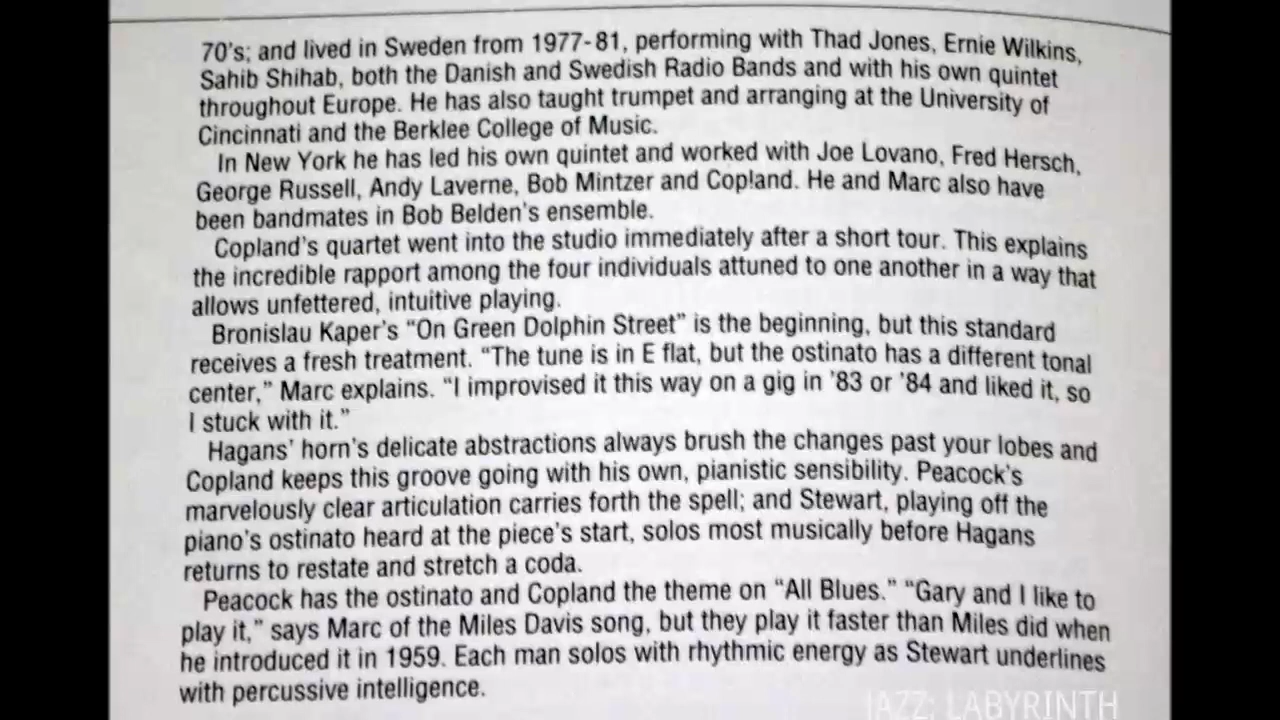 70's; and lived in Sweden from 1977-81, performing with Thad Jones, Ernie Wilkins,
Sahib Shihab, both the Danish and Swedish Radio Bands and with his own quintet
throughout Europe. He has also taught trumpet and arranging at the University of
Cincinnati and the Berklee College of Music.
In New York he has led his own quintet and worked with Joe Lovano, Fred Hersch,
George Russell, Andy Laverne, Bob Mintzer and Copland. He and Marc also have
been bandmates in Bob Belden's ensemble.
Copland's quartet went into the studio immediately after a short tour. This explains
the incredible rapport among the four individuals attuned to one another in a way that
allows unfettered, intuitive playing.
Bronislau Kaper's “On Green Dolphin Street” is the beginning, but this standard
receives a fresh treatment. “The tune is in E flat, but the ostinato has a different tonal
center,” Marc explains. “I improvised it this way on a gig in '83 or '84 and liked it, so
I stuck with it.”
Hagans' horn's delicate abstractions always brush the changes past your lobes and
Copland keeps this groove going with his own, pianistic sensibility. Peacock's
marvelously clear articulation carries forth the spell; and Stewart, playing off the
piano's ostinato heard at the piece's start, solos most musically before Hagans
returns to restate and stretch a coda.
Peacock has the ostinato and Copland the theme on “All Blues.” “Gary and I like to
play it,” says Marc of the Miles Davis song, but they play it faster than Miles did when
he introduced it in 1959. Each man solos with rhythmic energy as Stewart underlines
with percussive intelligence.
JAZZ: LABYRINTH